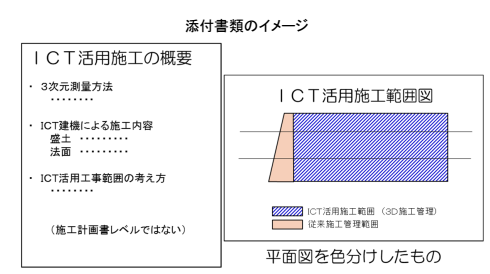 添付書類のイメージ
ＩＣＴ活用施工の概要
・ 3次元測量方法
・・・・・・・・
・ ICT建機による施工内容
盛土 ・・・・・・・・・
法面 ・・・・・・・・・
・ ICT活用工事範囲の考え方
・・・・・・・・
（施工計画書レベルではない）
ＩＣＴ活用施工範囲図
ICT活用施工範囲 （3D施工管理）
従来施工管理範囲
平面図を色分けしたもの